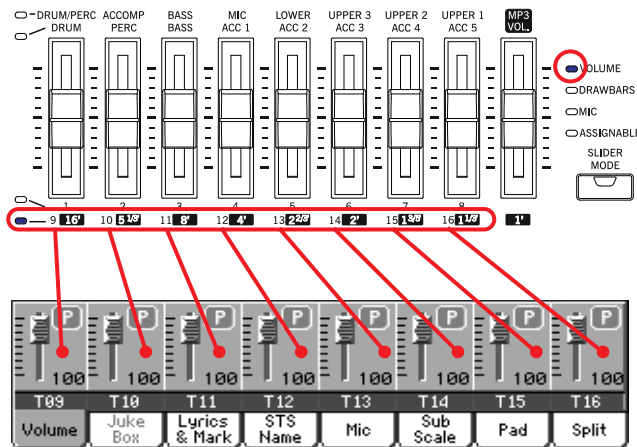 DRUM/PERC ACCOMP BASS MIC LOWER UPPER 3 UPPER 2 UPPER 1 MP3
DRUM PERC BASS ACC 1 ACC 2 ACC 3 ACC 4 ACC 5 VOL.
VOLUME
DRAWBARS
MIC
ASSIGNABLE
SLIDER
MODE
1 2 3 4 5 6 7 8
9 16' 10 5 1/3' 11 8' 12 4' 13 2 2/3' 14 2' 15 1 3/5' 16 1 1/3' 1'
P P P P P P P P
100 100 100 100 100 100 100 100
T09 T10 T11 T12 T13 T14 T15 T16
Volume Juke Box Lyrics & Mark STS Name Mic Sub Scale Pad Split